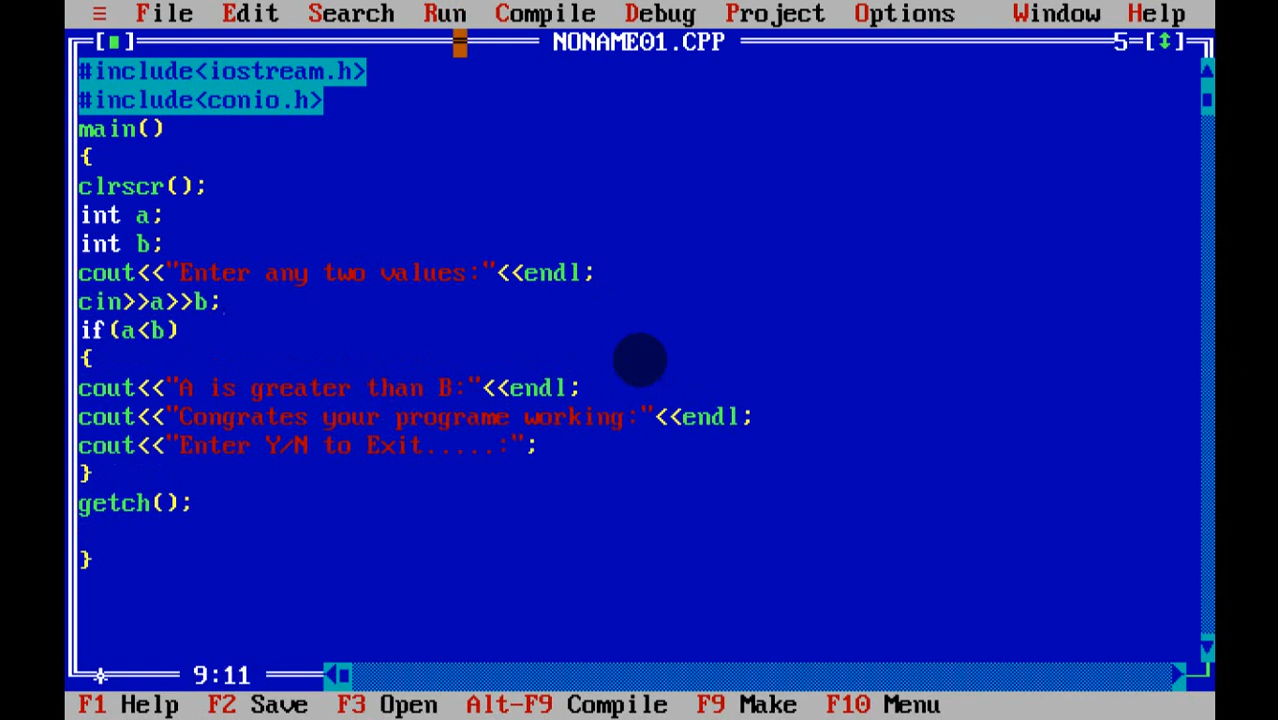 ≡ File Edit Search Run Compile Debug Project Options Window Help
[■] NONAME01.CPP 5=[↕]
#include<iostream.h>
#include<conio.h>
main()
{
clrscr();
int a;
int b;
cout<<"Enter any two values:"<<endl;
cin>>a>>b;
if(a<b)
{
cout<<"A is greater than B:"<<endl;
cout<<"Congrates your programe working:"<<endl;
cout<<"Enter Y/N to Exit.....:";
}
getch();
}
9:11
F1 Help F2 Save F3 Open Alt-F9 Compile F9 Make F10 Menu